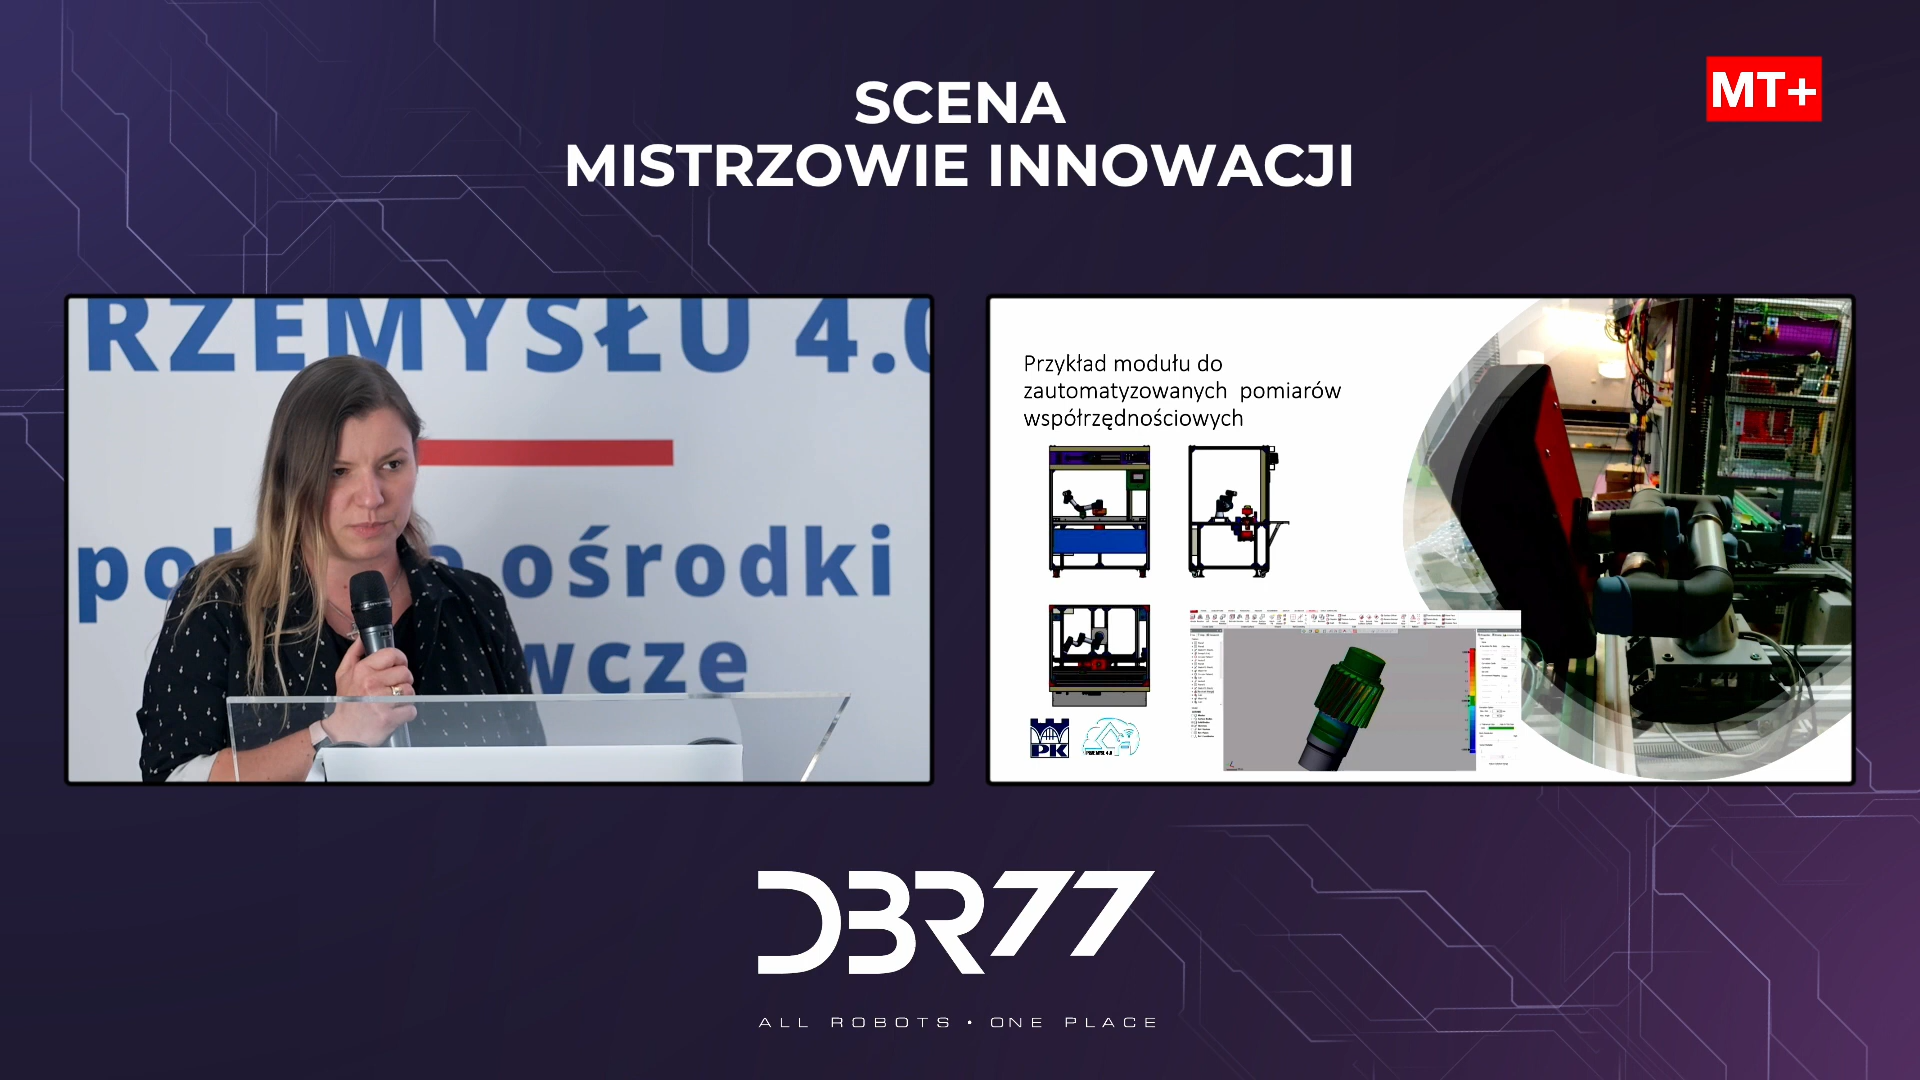 SCENA
MISTRZOWIE INNOWACJI
MT+
RZEMYSŁU 4.0
ośrodki
wcze
Przykład modułu do
zautomatyzowanych pomiarów
współrzędnościowych
PK
DBR77
ALL ROBOTS • ONE PLACE